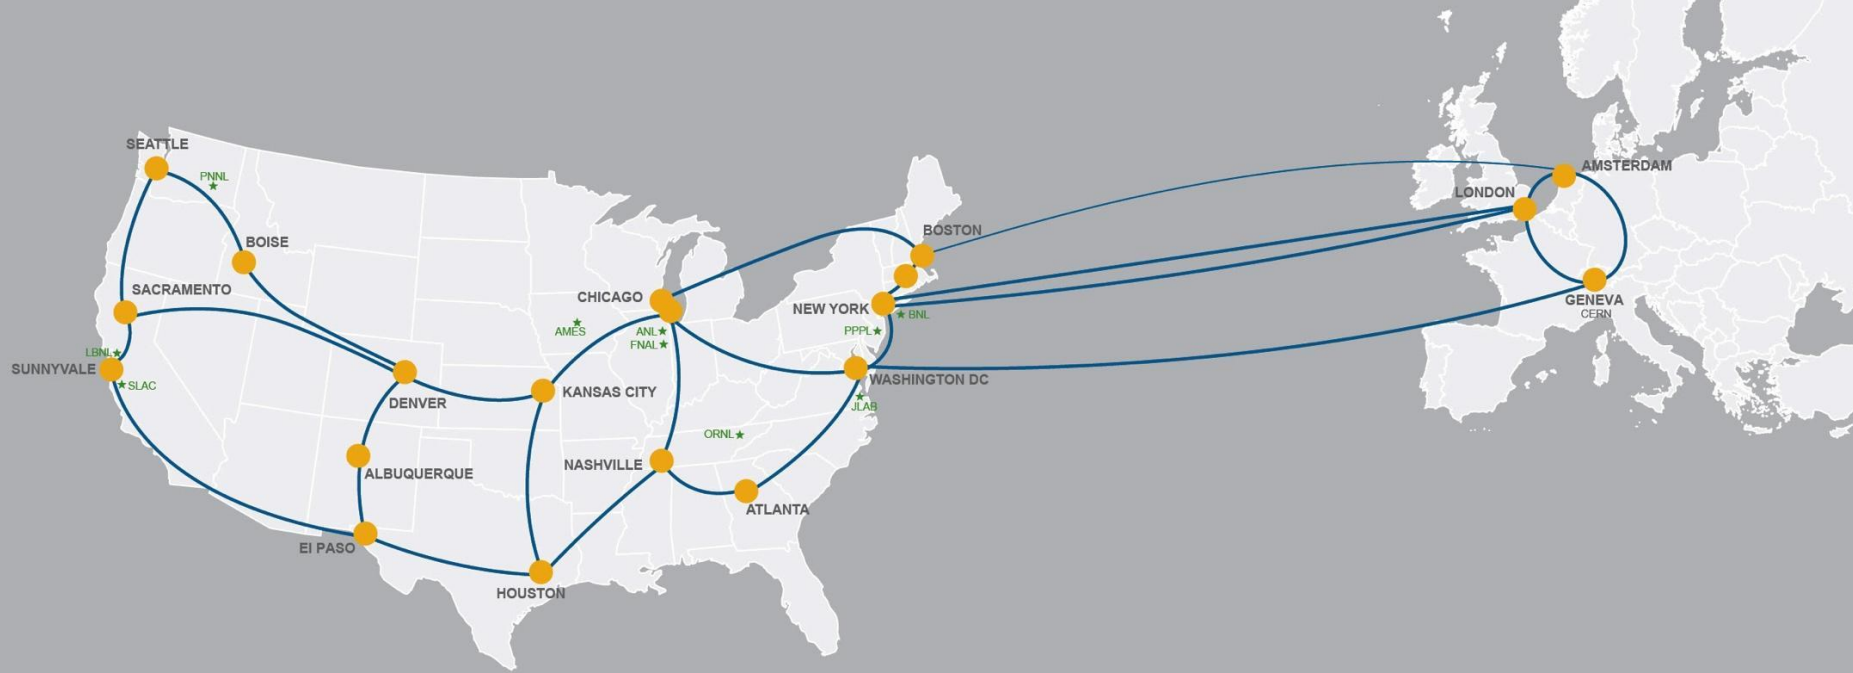 SEATTLE
PNNL
BOISE
SACRAMENTO
LBNL
SUNNYVALE
SLAC
DENVER
ALBUQUERQUE
El PASO
HOUSTON
KANSAS CITY
AMES
CHICAGO
ANL
FNAL
NASHVILLE
ORNL
ATLANTA
BOSTON
NEW YORK
BNL
PPPL
WASHINGTON DC
JLAB
AMSTERDAM
LONDON
GENEVA
CERN